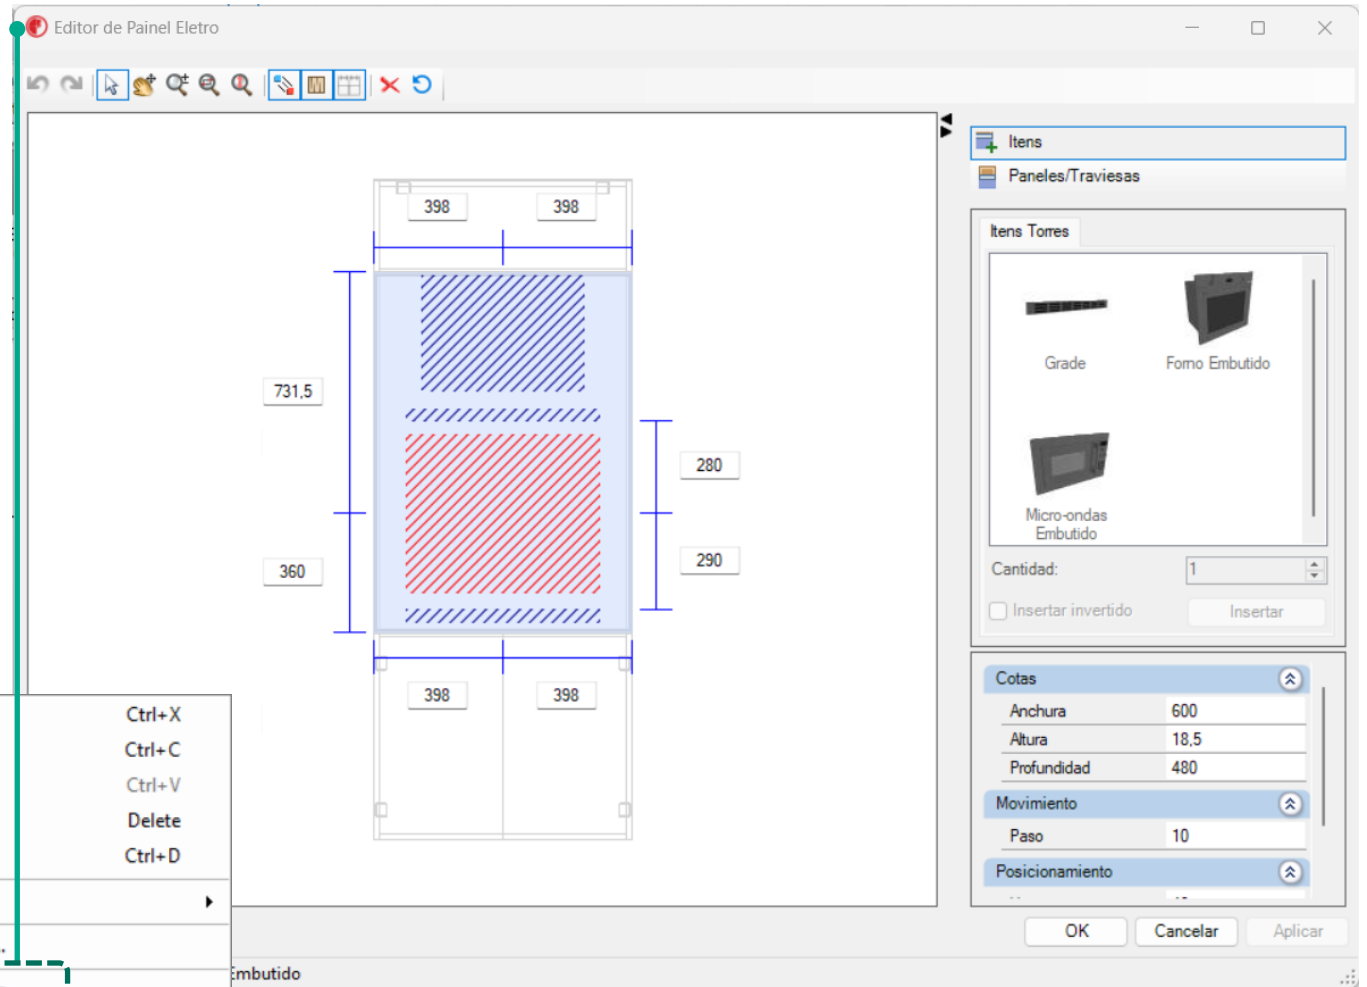 Editor de Painel Eletro
Itens
Paneles/Traviesas
398
398
731,5
280
290
360
398
398
Itens Torres
Grade
Forno Embutido
Micro-ondas
Embutido
Cantidad:
1
Insertar invertido
Insertar
Cotas
Anchura 600
Altura 18,5
Profundidad 480
Movimiento
Paso 10
Posicionamiento
Ctrl+X
Ctrl+C
Ctrl+V
Delete
Ctrl+D
OK
Cancelar
Aplicar
Embutido